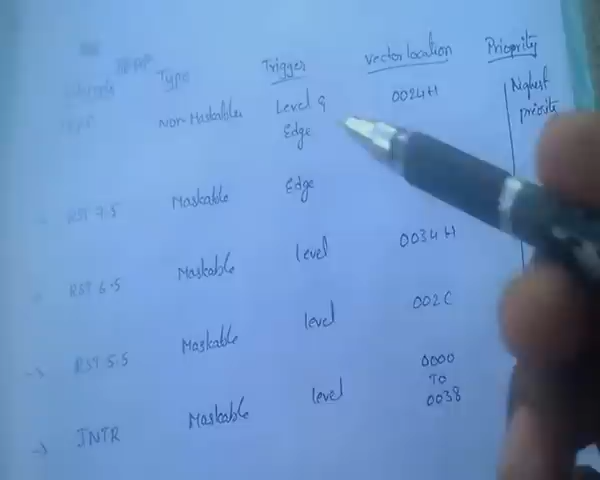 Type Trigger Vector location Priority
Non-Maskable Level & 0024H Highest
Edge priority
RST 7.5 Maskable Edge
RST 6.5 Maskable level 0034H
→ RST 5.5 Maskable level 002C
0000
TO
→ INTR Maskable level 0038